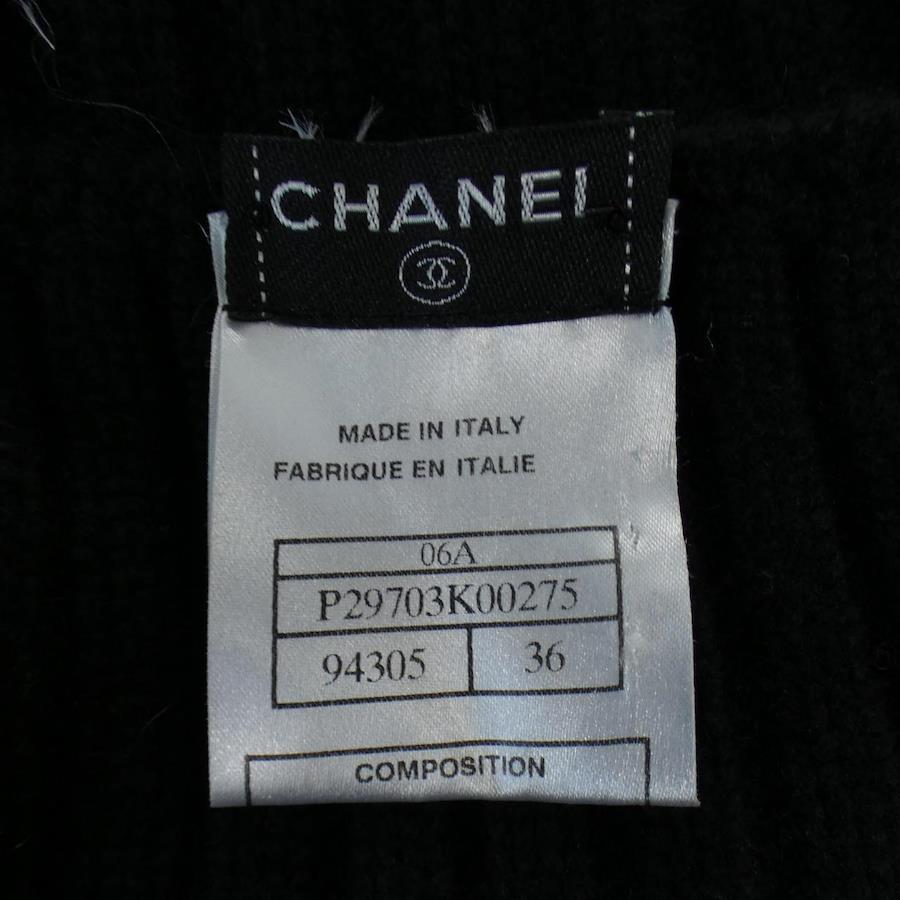 CHANEL
MADE IN ITALY
FABRIQUE EN ITALIE
06A
P29703K00275
94305 36
COMPOSITION